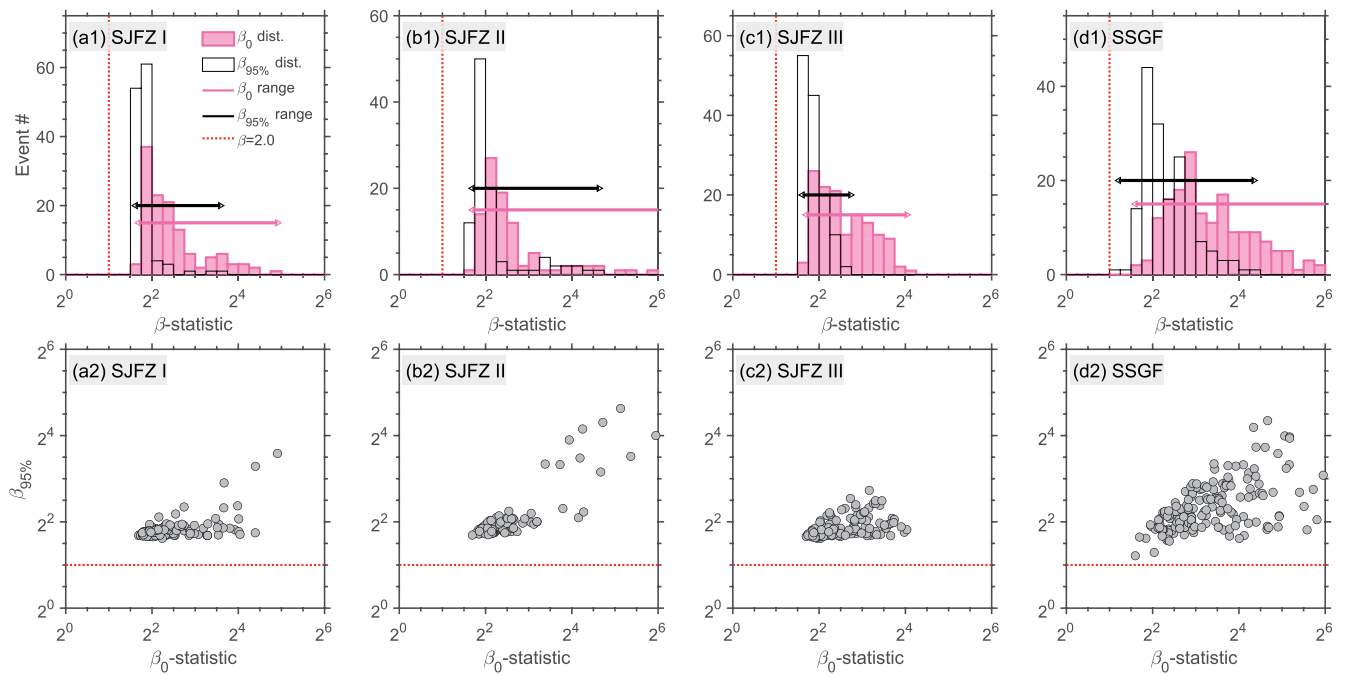 (a1) SJFZ I
β0 dist.
β95% dist.
β0 range
β95% range
β=2.0
Event #
60
40
20
0
2^0 2^2 2^4 2^6
β-statistic
(b1) SJFZ II
60
50
40
30
20
10
0
2^0 2^2 2^4 2^6
β-statistic
(c1) SJFZ III
60
50
40
30
20
10
0
2^0 2^2 2^4 2^6
β-statistic
(d1) SSGF
40
20
0
2^0 2^2 2^4 2^6
β-statistic
(a2) SJFZ I
β95%
2^6
2^4
2^2
2^0
2^0 2^2 2^4 2^6
β0-statistic
(b2) SJFZ II
2^6
2^4
2^2
2^0
2^0 2^2 2^4 2^6
β0-statistic
(c2) SJFZ III
2^6
2^4
2^2
2^0
2^0 2^2 2^4 2^6
β0-statistic
(d2) SSGF
2^6
2^4
2^2
2^0
2^0 2^2 2^4 2^6
β0-statistic